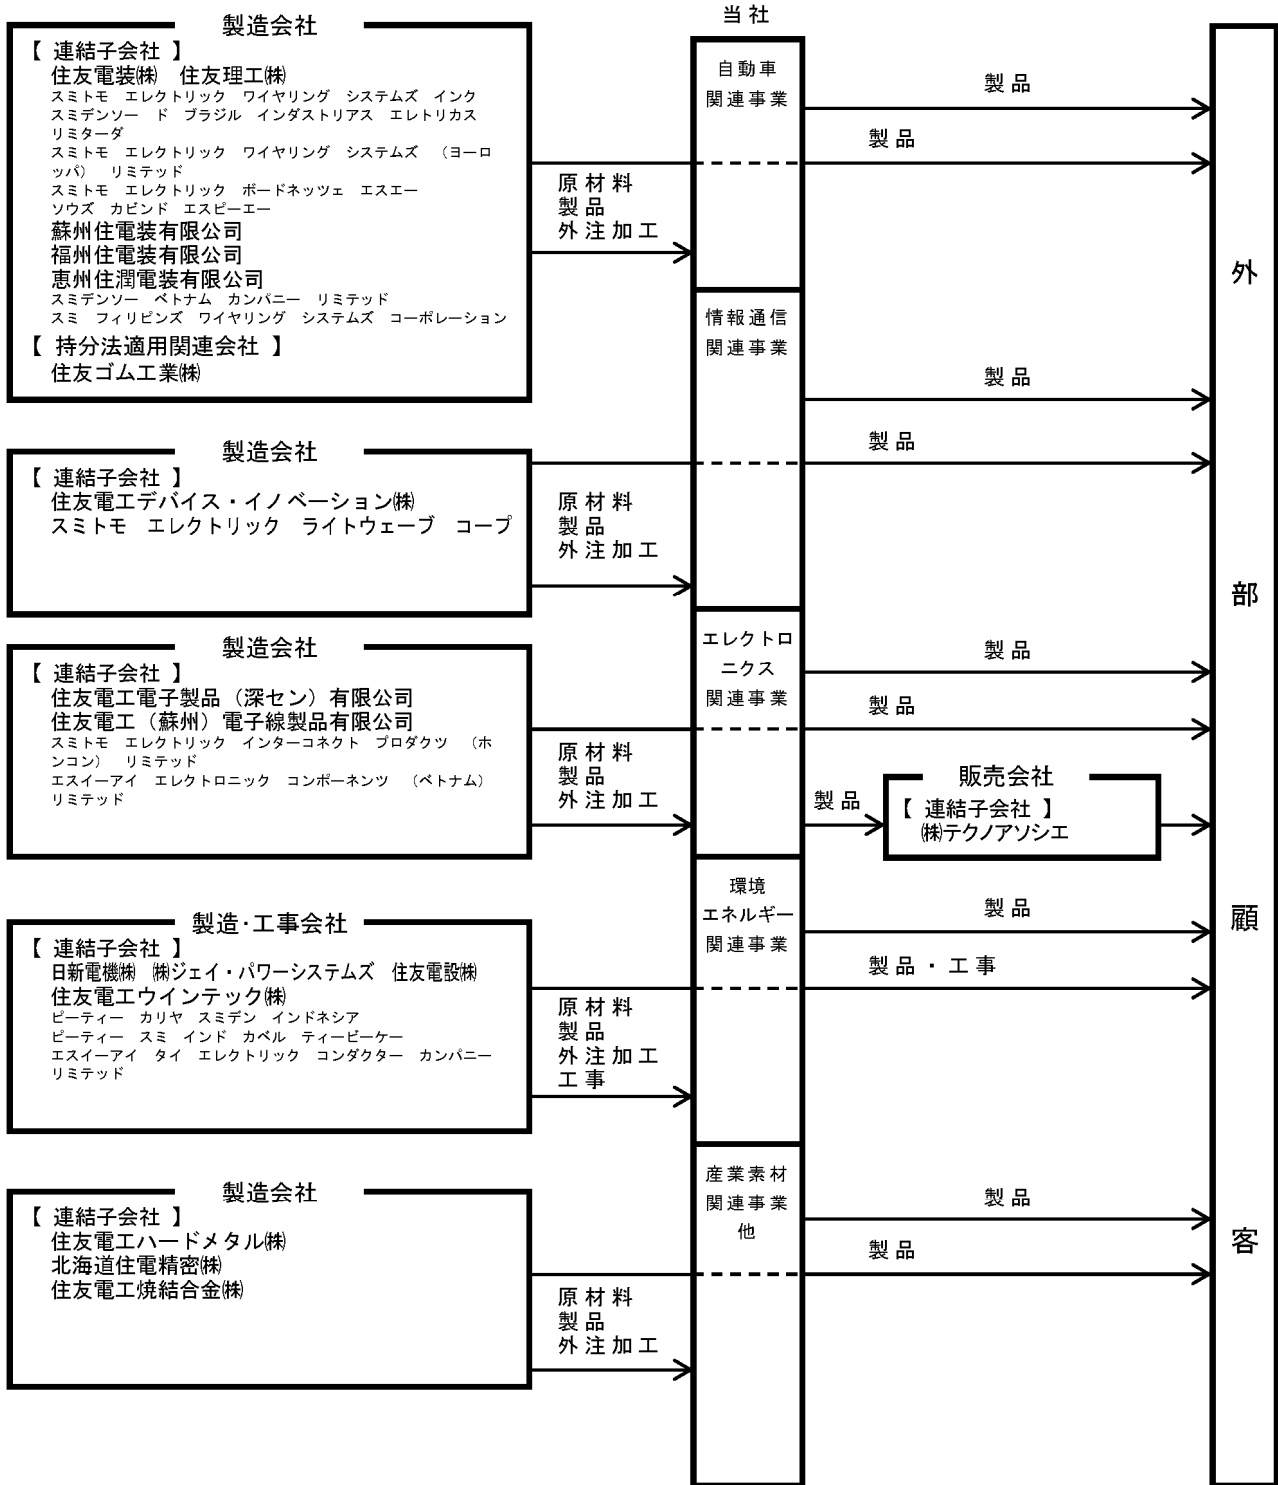 当社
製造会社
【 連結子会社 】
住友電装㈱　住友理工㈱
スミトモ　エレクトリック　ワイヤリング　システムズ　インク
スミデンソー　ド　ブラジル　インダストリアス　エレトリカス
リミターダ
スミトモ　エレクトリック　ワイヤリング　システムズ　（ヨーロ
ッパ）　リミテッド
スミトモ　エレクトリック　ボードネッツェ　エスエー
ソウズ　カビンド　エスピーエー
蘇州住電装有限公司
福州住電装有限公司
恵州住潤電装有限公司
スミデンソー　ベトナム　カンパニー　リミテッド
スミ　フィリピンズ　ワイヤリング　システムズ　コーポレーション
【 持分法適用関連会社 】
住友ゴム工業㈱
原材料
製品
外注加工
自動車
関連事業
製品
製品
製造会社
【 連結子会社 】
住友電工デバイス・イノベーション㈱
スミトモ　エレクトリック　ライトウェーブ　コープ
原材料
製品
外注加工
情報通信
関連事業
製品
製品
製造会社
【 連結子会社 】
住友電工電子製品（深セン）有限公司
住友電工（蘇州）電子線製品有限公司
スミトモ　エレクトリック　インターコネクト　プロダクツ　（ホ
ンコン）　リミテッド
エスイーアイ　エレクトロニック　コンポーネンツ　（ベトナム）
リミテッド
原材料
製品
外注加工
エレクトロ
ニクス
関連事業
製品
製品
製品
販売会社
【 連結子会社 】
㈱テクノアソシエ
製造・工事会社
【 連結子会社 】
日新電機㈱　㈱ジェイ・パワーシステムズ　住友電設㈱
住友電工ウインテック㈱
ピーティー　カリヤ　スミデン　インドネシア
ピーティー　スミ　インド　カベル　ティービーケー
エスイーアイ　タイ　エレクトリック　コンダクター　カンパニー
リミテッド
原材料
製品
外注加工
工事
環境
エネルギー
関連事業
製品
製品・工事
製造会社
【 連結子会社 】
住友電工ハードメタル㈱
北海道住電精密㈱
住友電工焼結合金㈱
原材料
製品
外注加工
産業素材
関連事業
他
製品
製品
外
部
顧
客